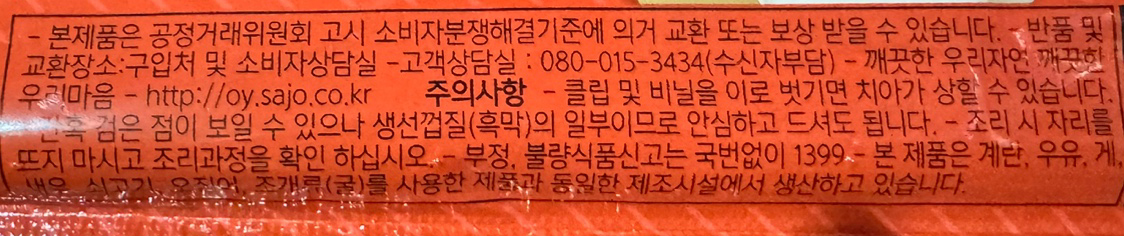 - 본제품은 공정거래위원회 고시 소비자분쟁해결기준에 의거 교환 또는 보상 받을 수 있습니다. - 반품 및
교환장소:구입처 및 소비자상담실 -고객상담실 : 080-015-3434(수신자부담) - 깨끗한 우리자연 깨끗한
우리마음 - http://oy.sajo.co.kr 주의사항 - 클립 및 비닐을 이로 벗기면 치아가 상할 수 있습니다.
- 간혹 검은 점이 보일 수 있으나 생선껍질(흑막)의 일부이므로 안심하고 드셔도 됩니다. - 조리 시 자리를
뜨지 마시고 조리과정을 확인 하십시오. - 부정, 불량식품신고는 국번없이 1399 - 본 제품은 계란, 우유, 게,
새우, 쇠고기, 오징어, 조개류(굴)를 사용한 제품과 동일한 제조시설에서 생산하고 있습니다.